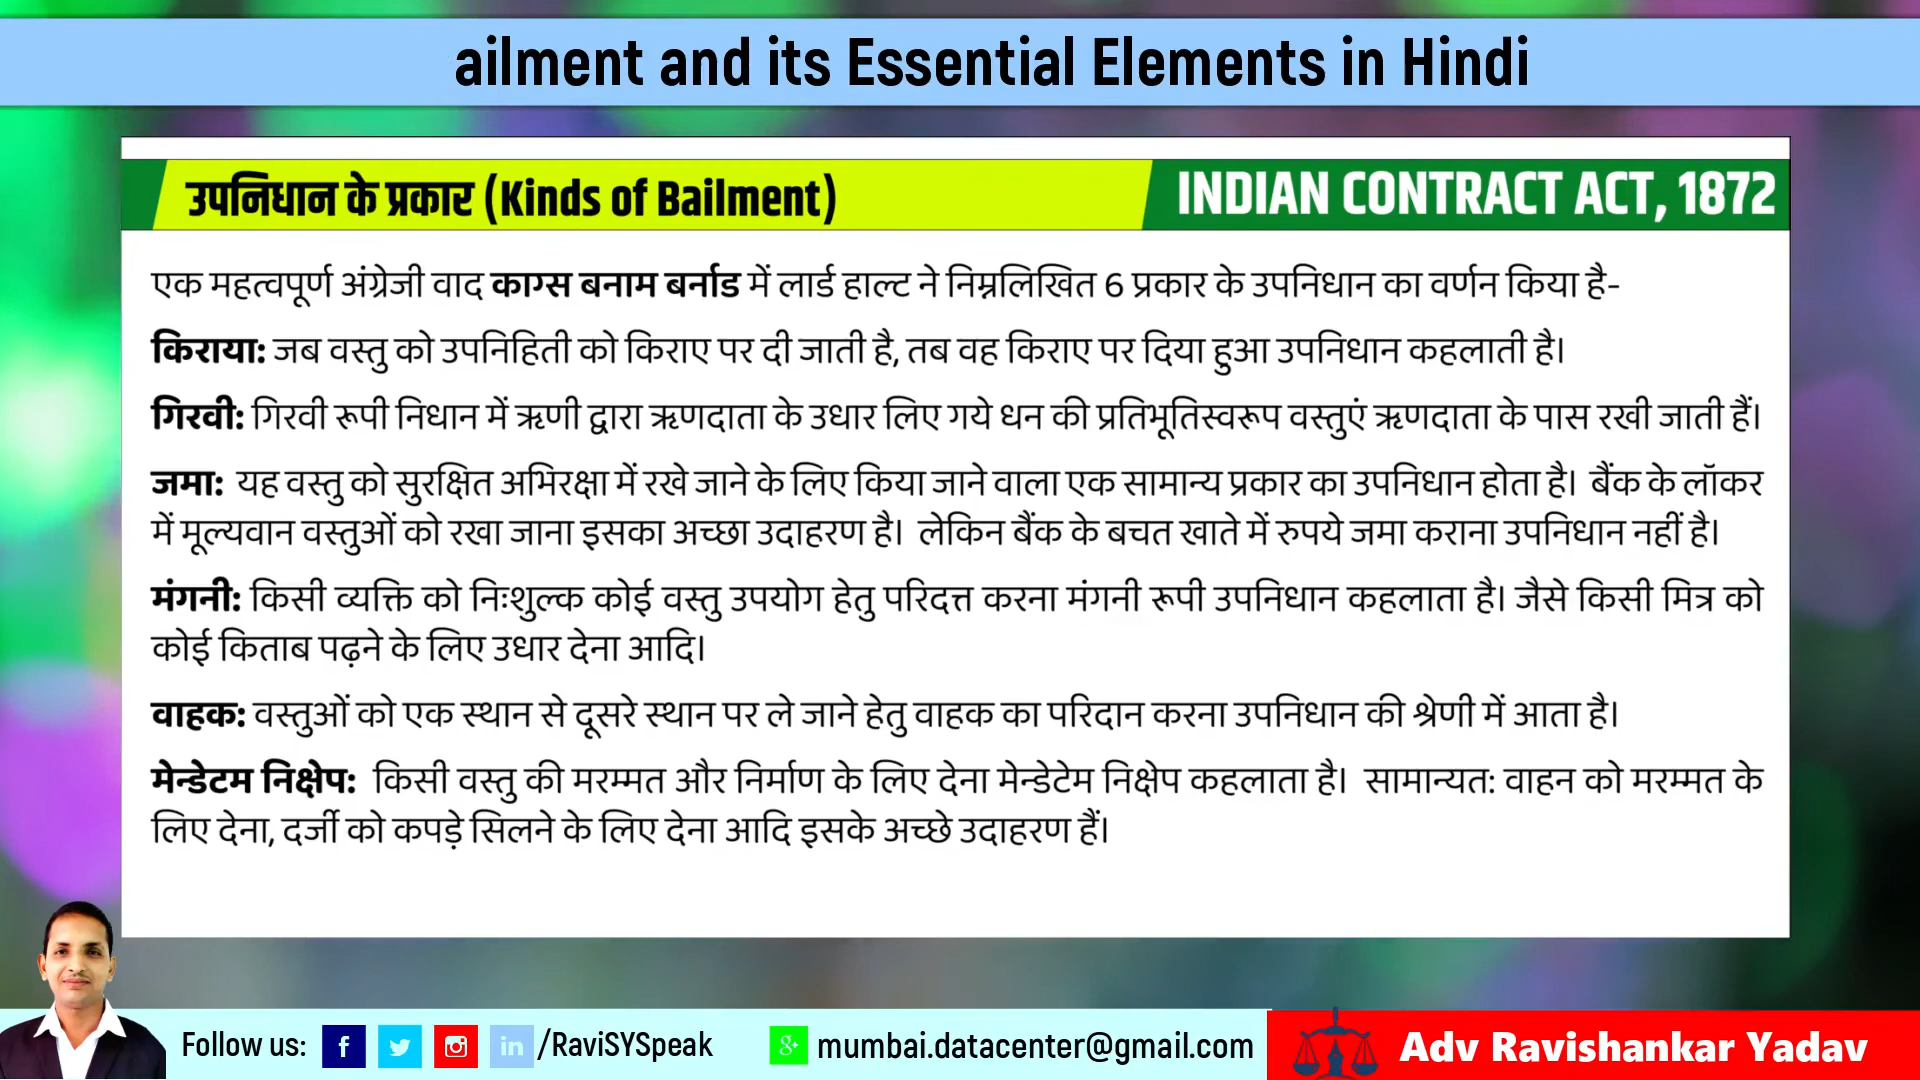 ailment and its Essential Elements in Hindi
उपनिधान के प्रकार (Kinds of Bailment)
INDIAN CONTRACT ACT, 1872
एक महत्वपूर्ण अंग्रेजी वाद काग्स बनाम बर्नाड में लार्ड हाल्ट ने निम्नलिखित 6 प्रकार के उपनिधान का वर्णन किया है-
किराया: जब वस्तु को उपनिहिती को किराए पर दी जाती है, तब वह किराए पर दिया हुआ उपनिधान कहलाती है।
गिरवी: गिरवी रूपी निधान में ऋणी द्वारा ऋणदाता के उधार लिए गये धन की प्रतिभूतिस्वरूप वस्तुएं ऋणदाता के पास रखी जाती हैं।
जमा: यह वस्तु को सुरक्षित अभिरक्षा में रखे जाने के लिए किया जाने वाला एक सामान्य प्रकार का उपनिधान होता है। बैंक के लॉकर
में मूल्यवान वस्तुओं को रखा जाना इसका अच्छा उदाहरण है। लेकिन बैंक के बचत खाते में रुपये जमा कराना उपनिधान नहीं है।
मंगनी: किसी व्यक्ति को निःशुल्क कोई वस्तु उपयोग हेतु परिदत्त करना मंगनी रूपी उपनिधान कहलाता है। जैसे किसी मित्र को
कोई किताब पढ़ने के लिए उधार देना आदि।
वाहक: वस्तुओं को एक स्थान से दूसरे स्थान पर ले जाने हेतु वाहक का परिदान करना उपनिधान की श्रेणी में आता है।
मेन्डेटम निक्षेप: किसी वस्तु की मरम्मत और निर्माण के लिए देना मेन्डेटेम निक्षेप कहलाता है। सामान्यत: वाहन को मरम्मत के
लिए देना, दर्जी को कपड़े सिलने के लिए देना आदि इसके अच्छे उदाहरण हैं।
Follow us: f in /RaviSYSpeak g+ mumbai.datacenter@gmail.com
Adv Ravishankar Yadav